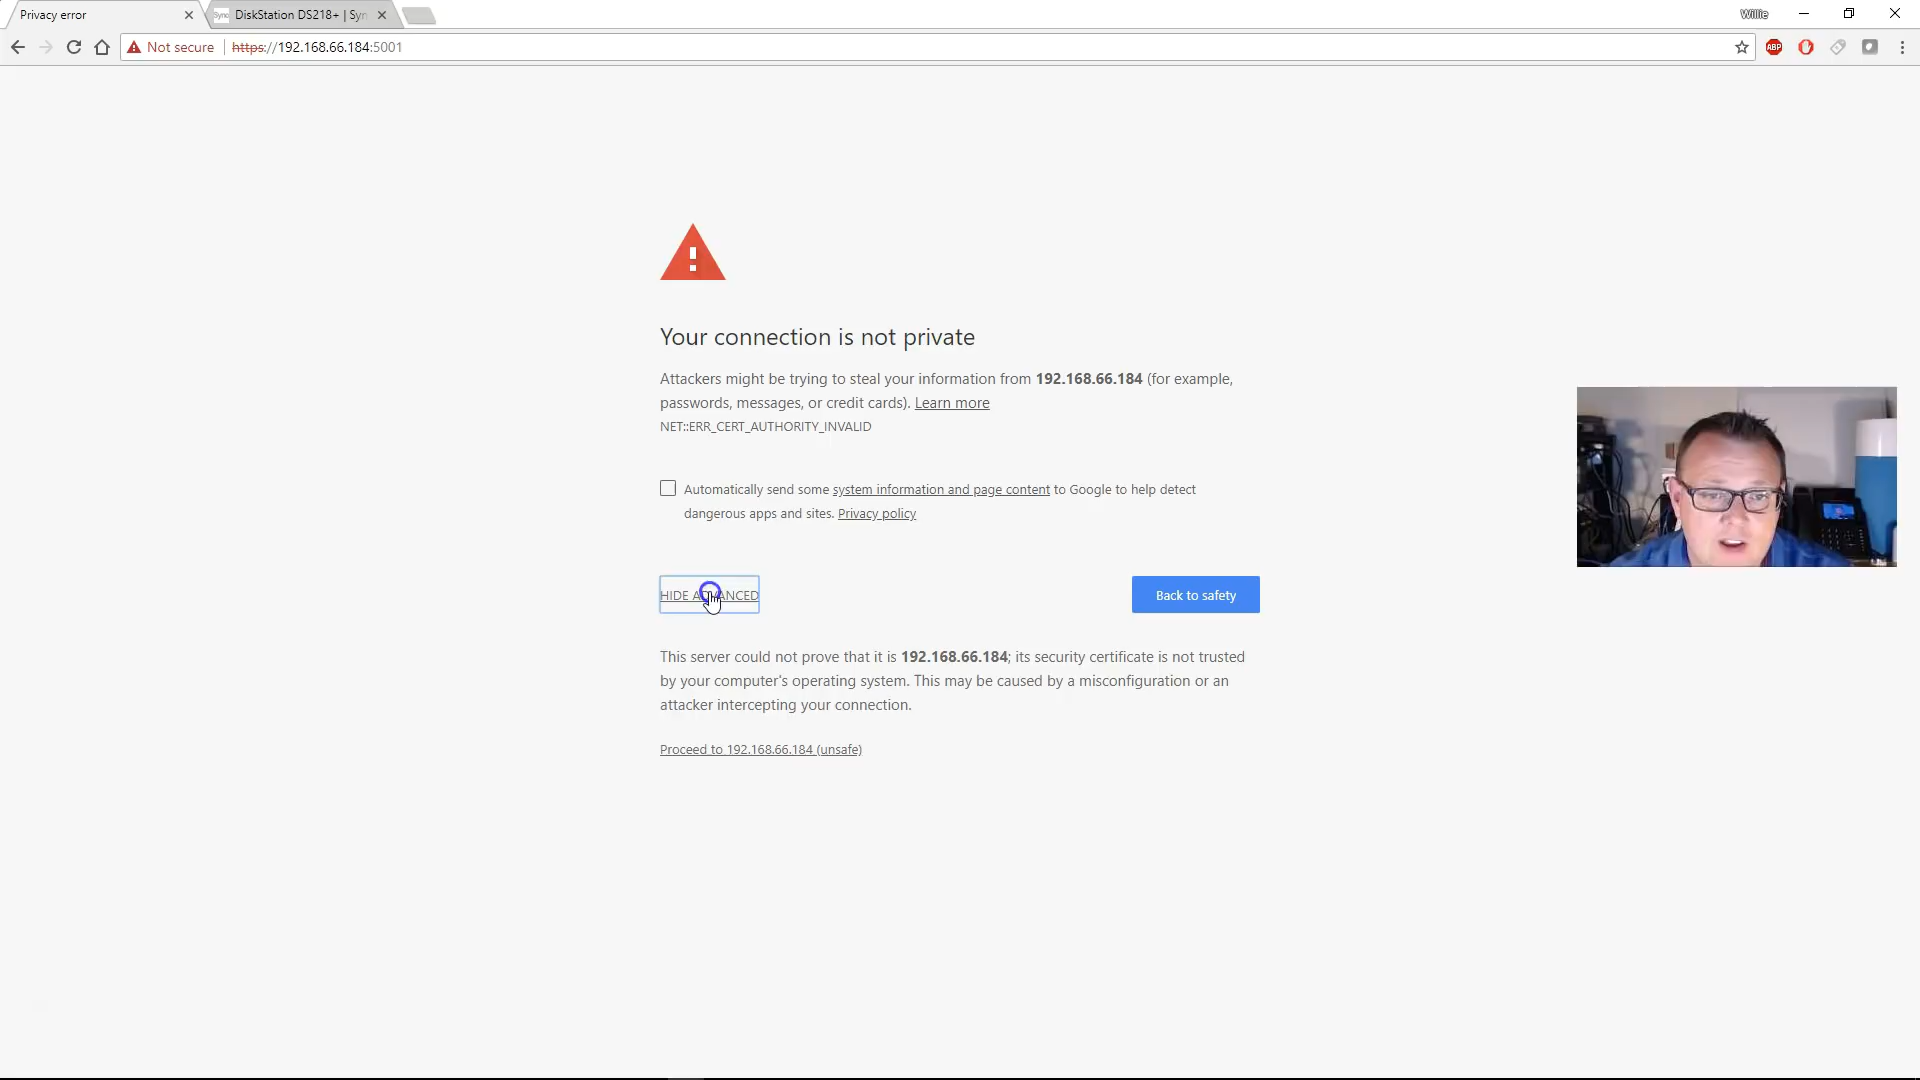 Privacy error
DiskStation DS218+ | Syn
Willie
Not secure
https://192.168.66.184:5001
ABP
Your connection is not private
Attackers might be trying to steal your information from 192.168.66.184 (for example,
passwords, messages, or credit cards). Learn more
NET::ERR_CERT_AUTHORITY_INVALID
Automatically send some system information and page content to Google to help detect
dangerous apps and sites. Privacy policy
HIDE ADVANCED
Back to safety
This server could not prove that it is 192.168.66.184; its security certificate is not trusted
by your computer's operating system. This may be caused by a misconfiguration or an
attacker intercepting your connection.
Proceed to 192.168.66.184 (unsafe)